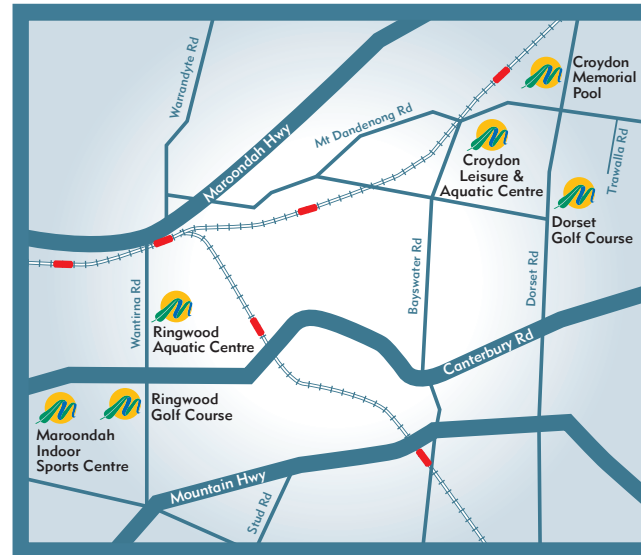 Warrandyte Rd
Maroondah Hwy
Mt Dandenong Rd
Croydon
Memorial
Pool
Croydon
Leisure &
Aquatic Centre
Trawalla Rd
Dorset
Golf Course
Wantirna Rd
Bayswater Rd
Dorset Rd
Ringwood
Aquatic Centre
Canterbury Rd
Ringwood
Golf Course
Maroondah
Indoor
Sports Centre
Mountain Hwy
Stud Rd